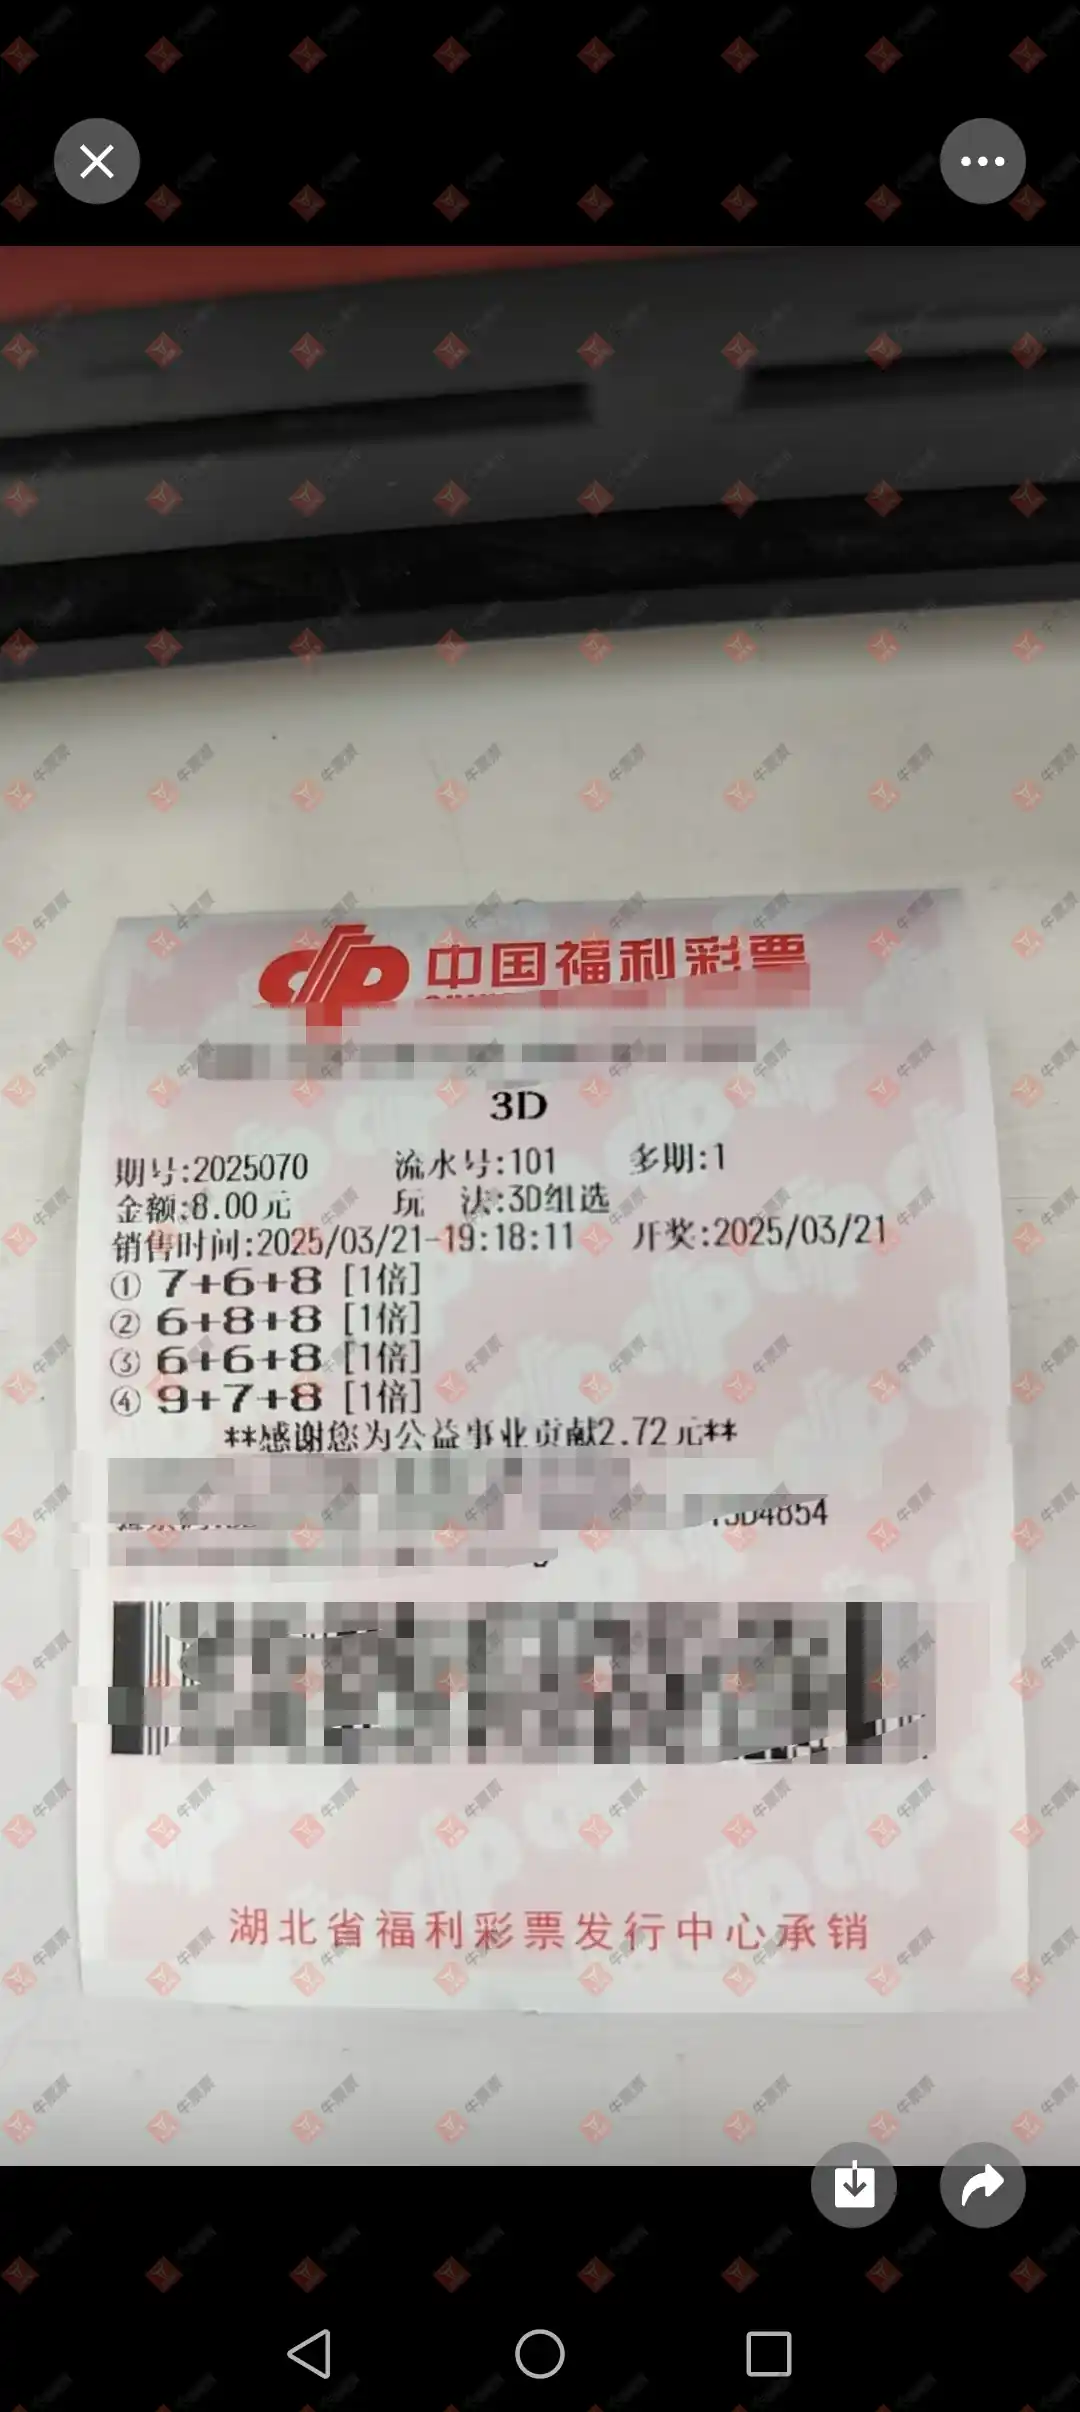 中国福利彩票
3D
期号:2025070 流水号:101 多期:1
金额:8.00元 玩 法:3D组选
销售时间:2025/03/21-19:18:11 开奖:2025/03/21
① 7+6+8 [1倍]
② 6+8+8 [1倍]
③ 6+6+8 [1倍]
④ 9+7+8 [1倍]
**感谢您为公益事业贡献2.72元**
湖北省福利彩票发行中心承销
牛票票